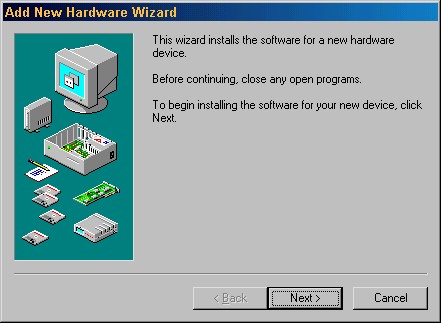 Add New Hardware Wizard
This wizard installs the software for a new hardware
device.
Before continuing, close any open programs.
To begin installing the software for your new device, click
Next.
< Back
Next >
Cancel